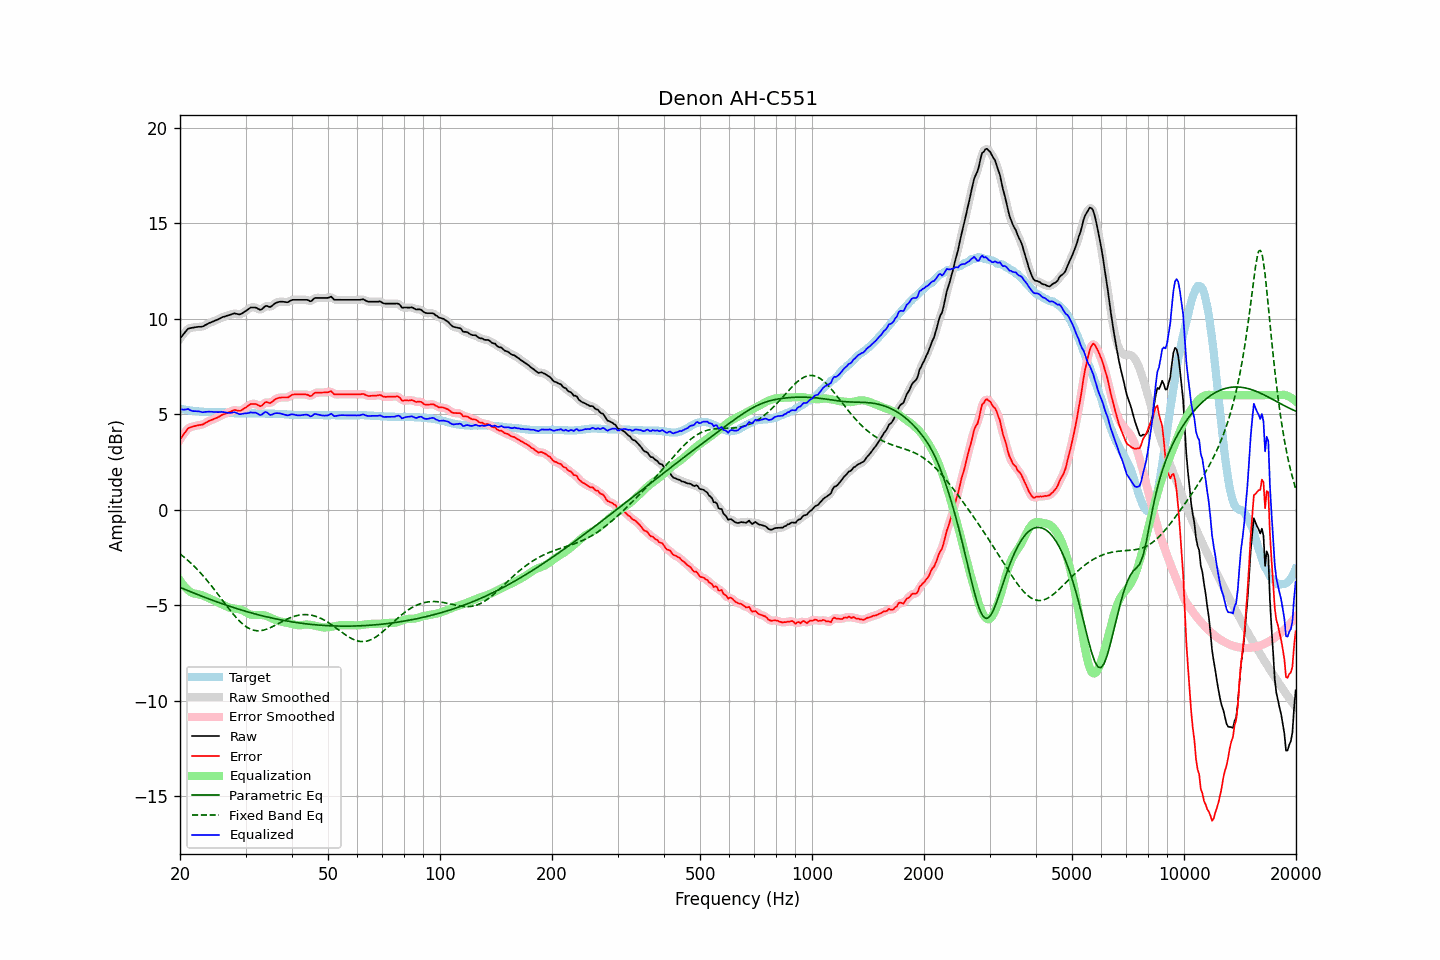 Denon AH-C551
20
15
10
5
0
−5
−10
−15
Amplitude (dBr)
Target
Raw Smoothed
Error Smoothed
Raw
Error
Equalization
Parametric Eq
Fixed Band Eq
Equalized
20 50 100 200 500 1000 2000 5000 10000 20000
Frequency (Hz)